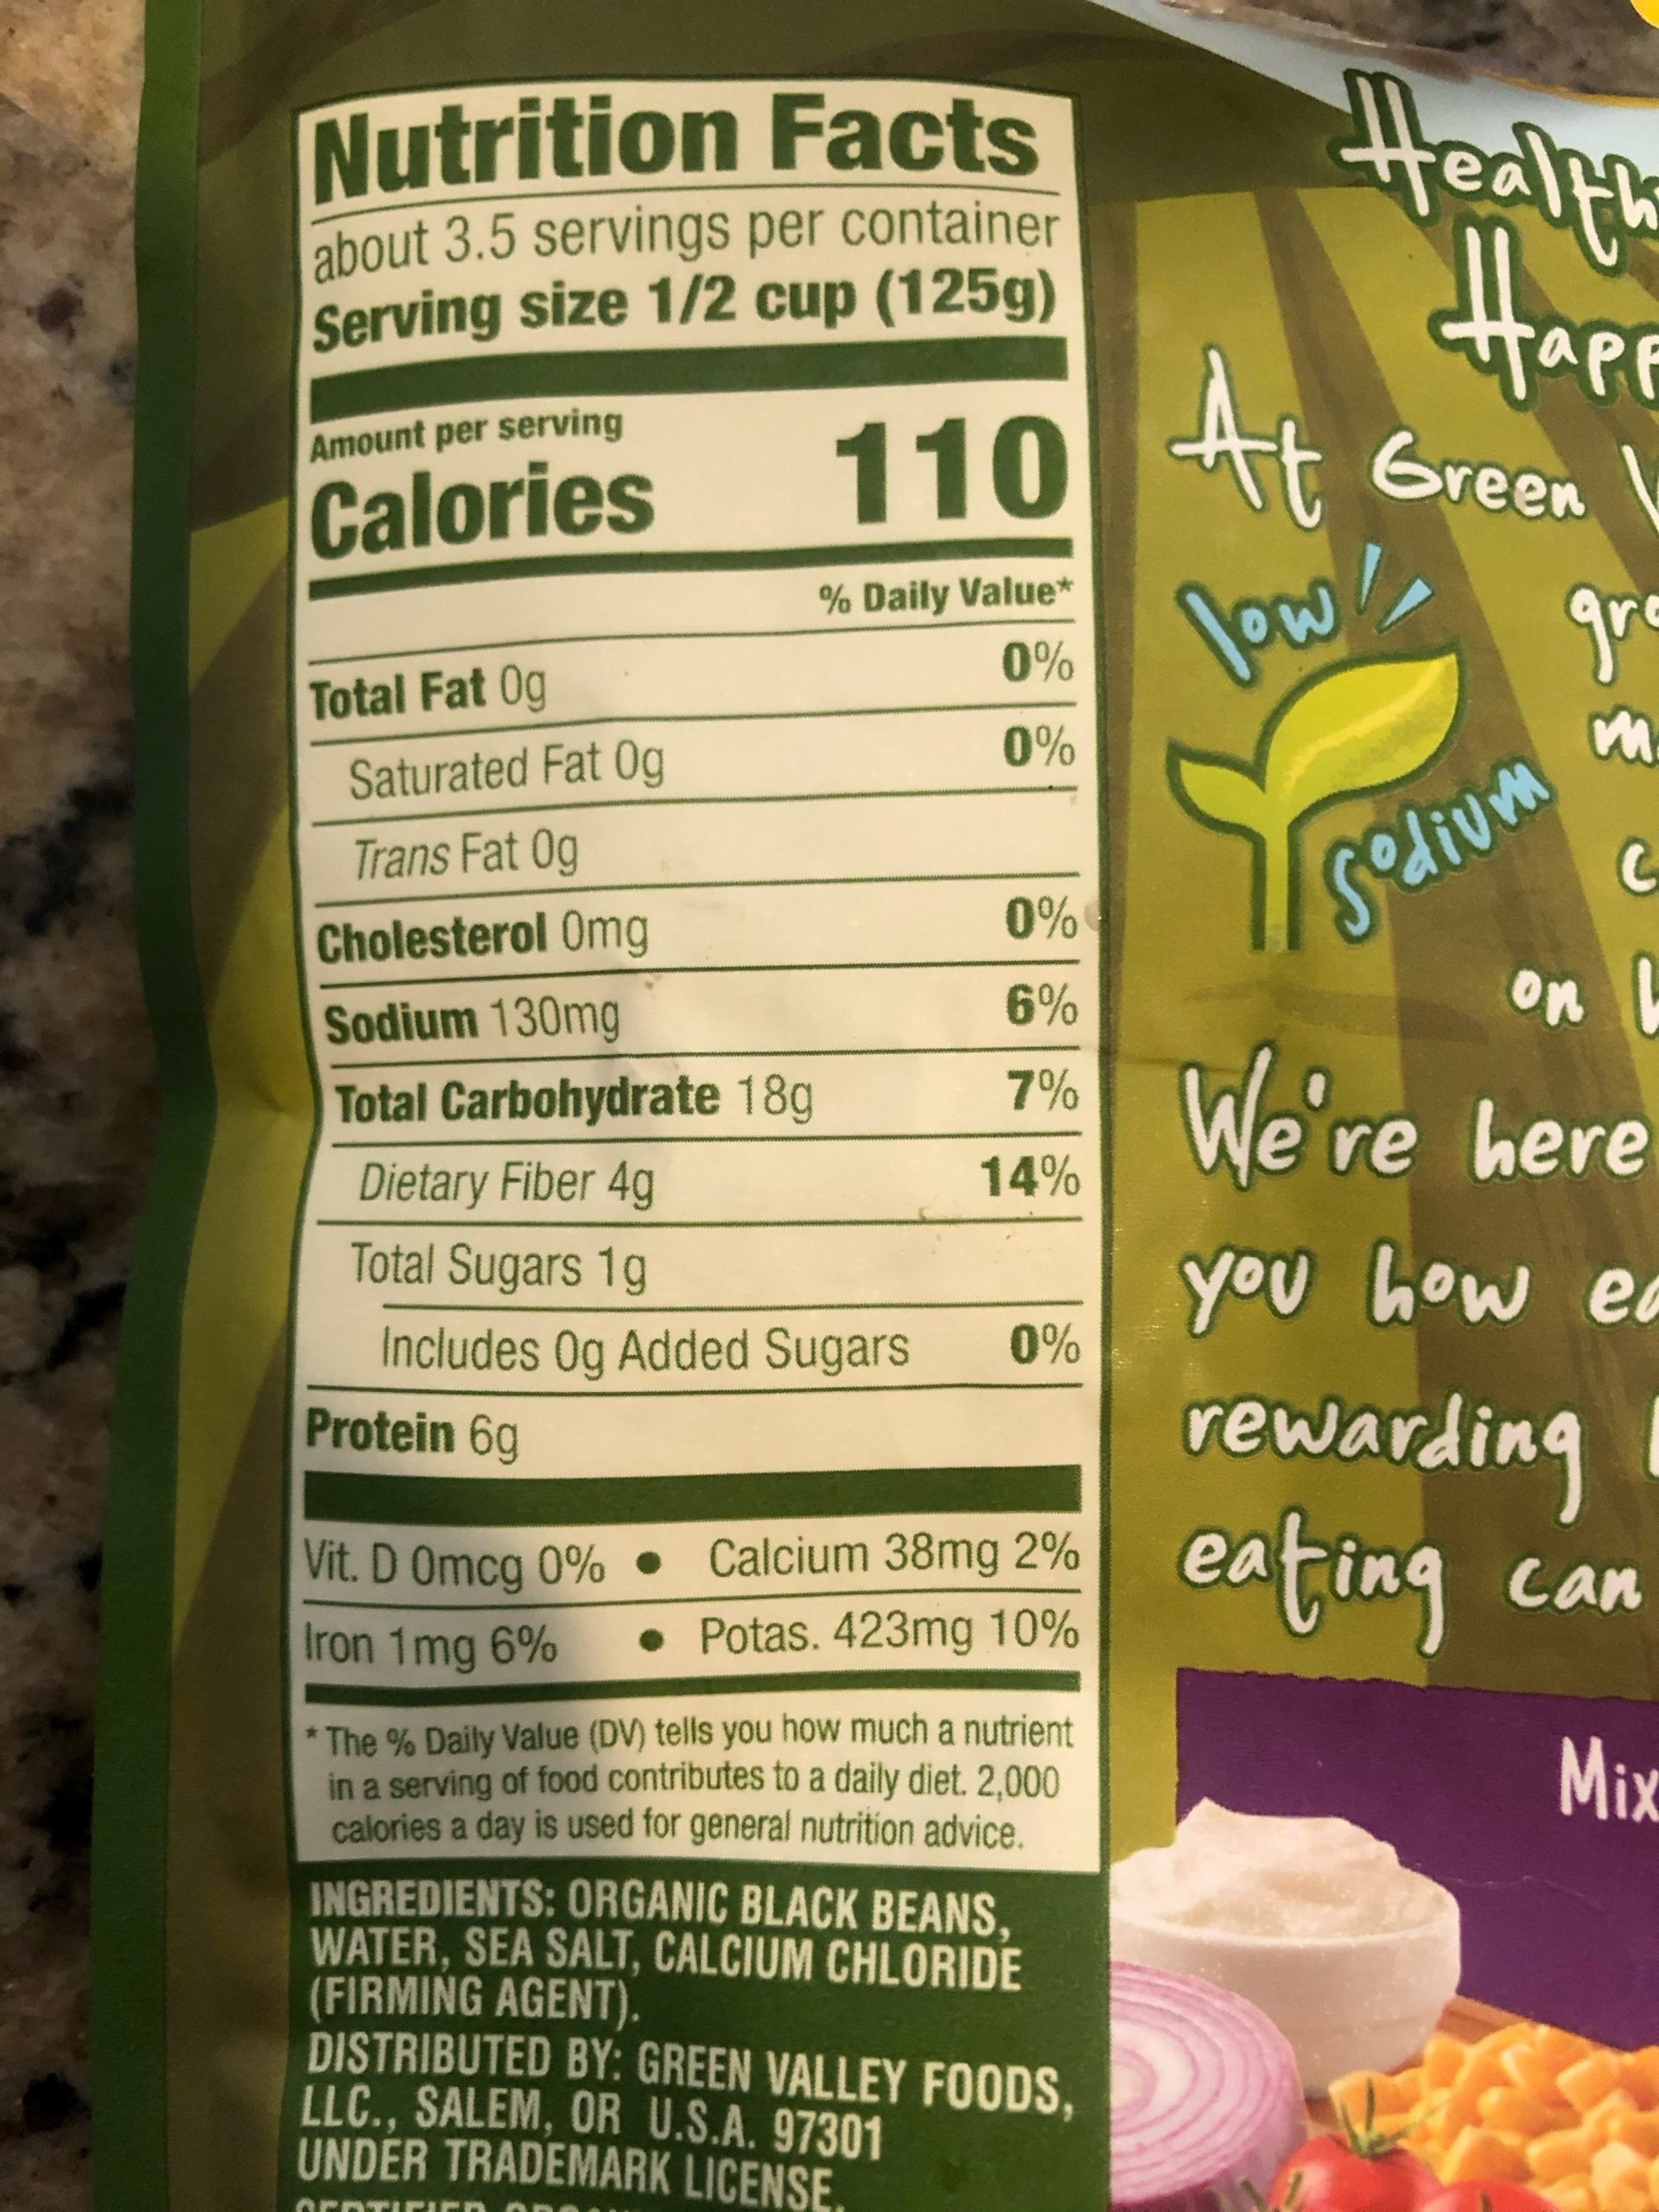 Nutrition Facts
about 3.5 servings per container
Serving size 1/2 cup (125g)
Amount per serving
Calories 110
% Daily Value*
Total Fat 0g 0%
Saturated Fat 0g 0%
Trans Fat 0g
Cholesterol 0mg 0%
Sodium 130mg 6%
Total Carbohydrate 18g 7%
Dietary Fiber 4g 14%
Total Sugars 1g
Includes 0g Added Sugars 0%
Protein 6g
Vit. D 0mcg 0% • Calcium 38mg 2%
Iron 1mg 6% • Potas. 423mg 10%
* The % Daily Value (DV) tells you how much a nutrient
in a serving of food contributes to a daily diet. 2,000
calories a day is used for general nutrition advice.
INGREDIENTS: ORGANIC BLACK BEANS,
WATER, SEA SALT, CALCIUM CHLORIDE
(FIRMING AGENT).
DISTRIBUTED BY: GREEN VALLEY FOODS,
LLC., SALEM, OR U.S.A. 97301
UNDER TRADEMARK LICENSE.
Health
Happ
At Green
low
sodium
on
We're here
you how
rewarding
eating can
Mix